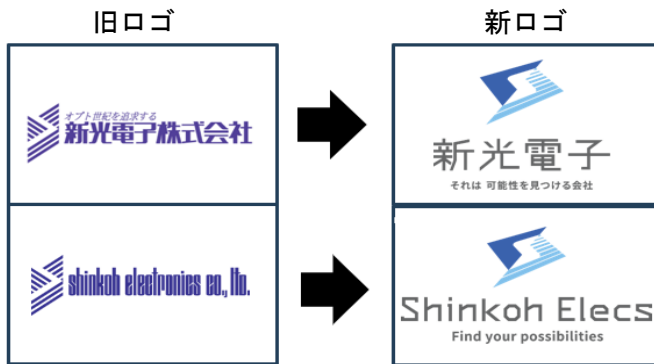 旧ロゴ
新ロゴ
オプト世紀を追求する
新光電子株式会社
新光電子
それは 可能性を見つける会社
shinkoh electronics co., ltd.
Shinkoh Elecs
Find your possibilities